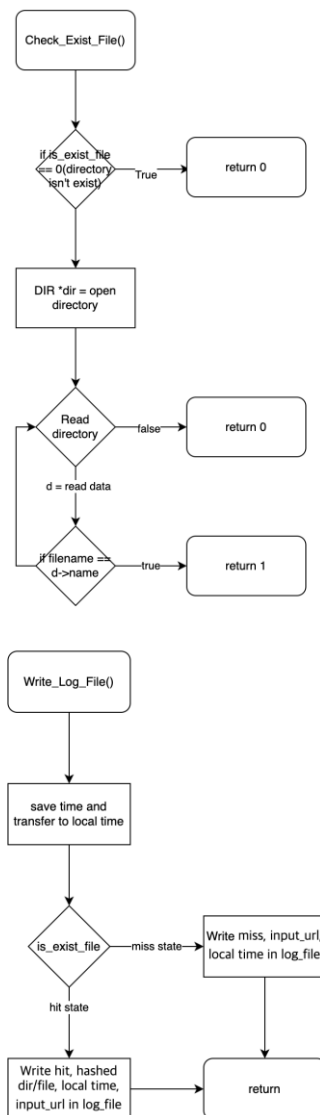 Check_Exist_File()
if is_exist_file
== 0(directory
isn't exist)
True
return 0
DIR *dir = open
directory
Read
directory
false
return 0
d = read data
if filename ==
d->name
true
return 1
Write_Log_File()
save time and
transfer to local time
is_exist_file
miss state
Write miss, input_url,
local time in log_file
hit state
Write hit, hashed
dir/file, local time,
input_url in log_file
return